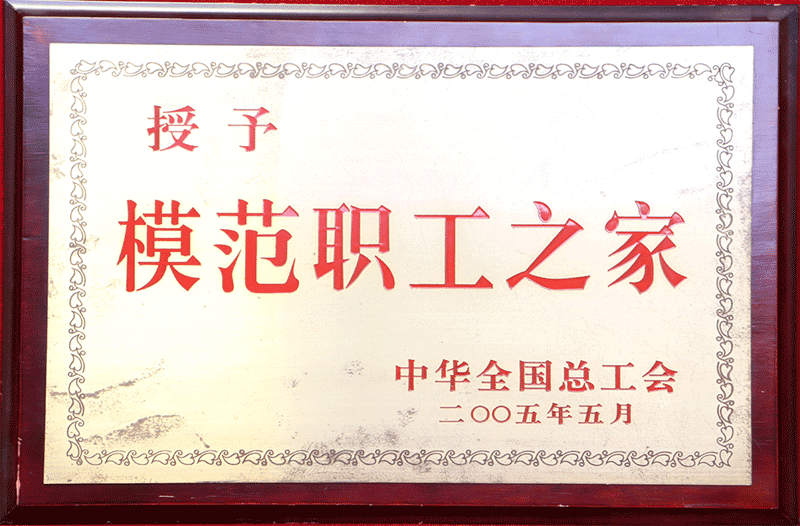 授予
模范职工之家
中华全国总工会
二〇〇五年五月